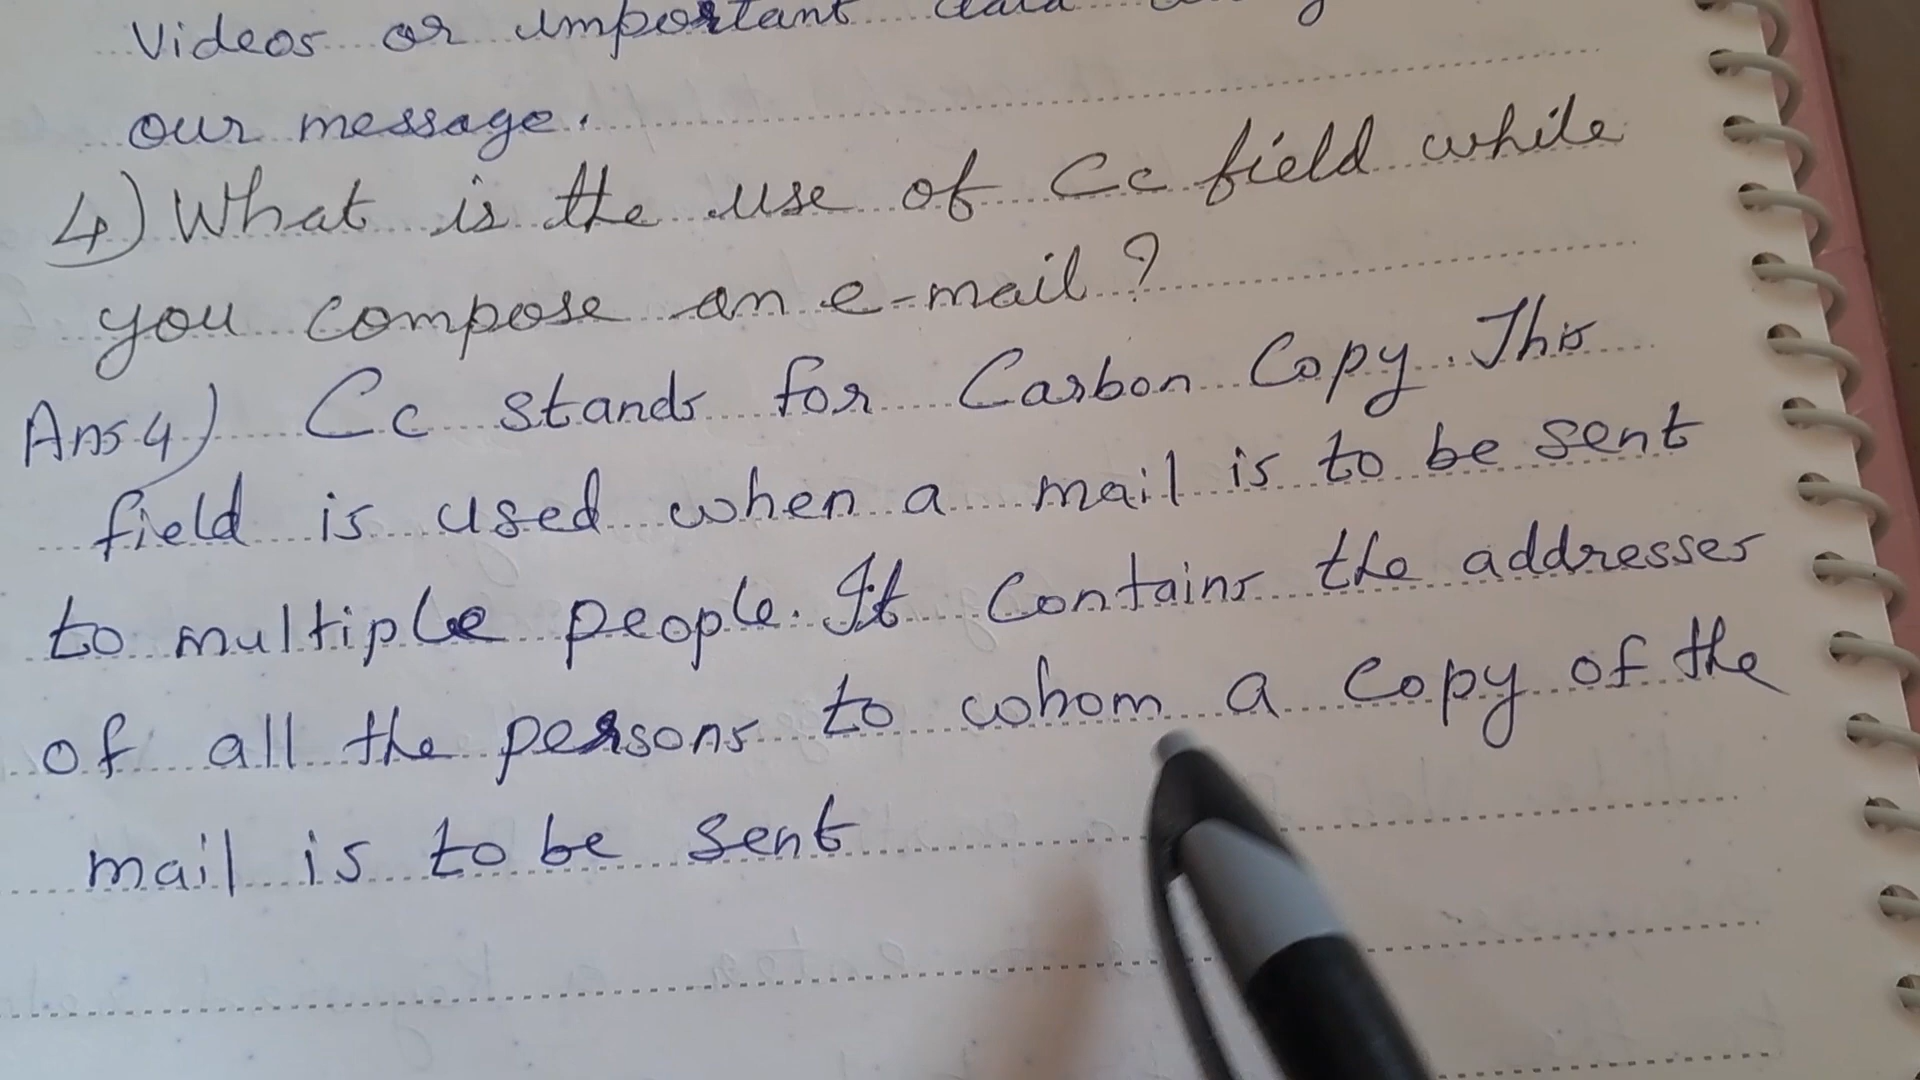 videos or important
our message.
4) What is the use of Cc field while
you compose an e-mail?
Ans 4) Cc stands for Carbon Copy. This
field is used when a mail is to be sent
to multiple people. It contains the addresses
of all the persons to whom a copy of the
mail is to be sent